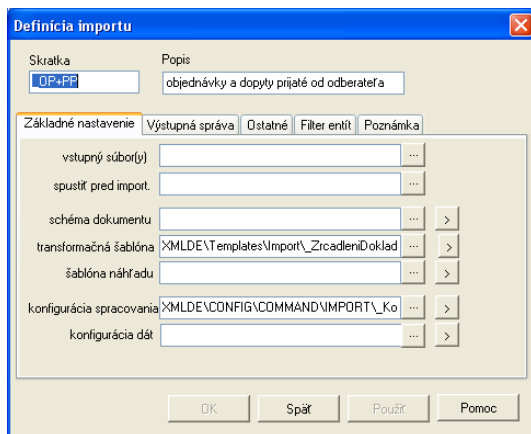 Definícia importu
Skratka Popis
_OP+PP objednávky a dopyty prijaté od odberateľa
Základné nastavenie Výstupná správa Ostatné Filter entít Poznámka
vstupný súbor(y) ...
spustiť pred import. ...
schéma dokumentu ... >
transformačná šablóna XMLDE\Templates\Import\_ZrcadleniDoklad ... >
šablóna náhľadu ... >
konfigurácia spracovania XMLDE\CONFIG\COMMAND\IMPORT\_Ko ... >
konfigurácia dát ... >
OK Späť Použiť Pomoc